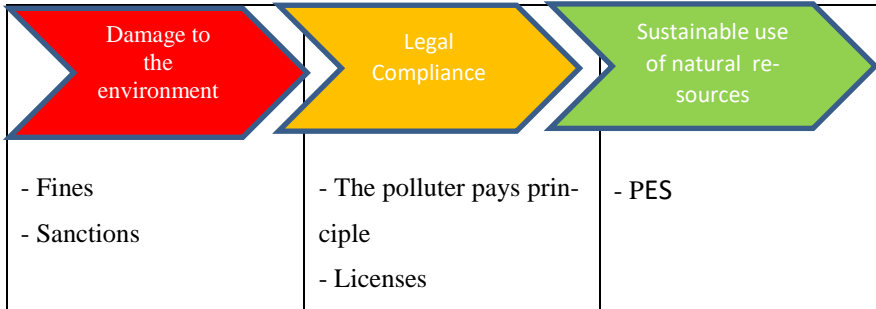 Damage to
the
environment
Legal
Compliance
Sustainable use
of natural re-
sources
- Fines
- Sanctions
- The polluter pays prin-
ciple
- Licenses
- PES